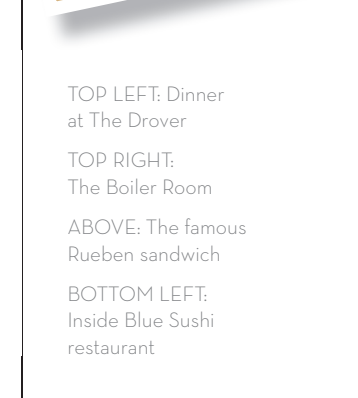 TOP LEFT: Dinner
at The Drover
TOP RIGHT:
The Boiler Room
ABOVE: The famous
Rueben sandwich
BOTTOM LEFT:
Inside Blue Sushi
restaurant